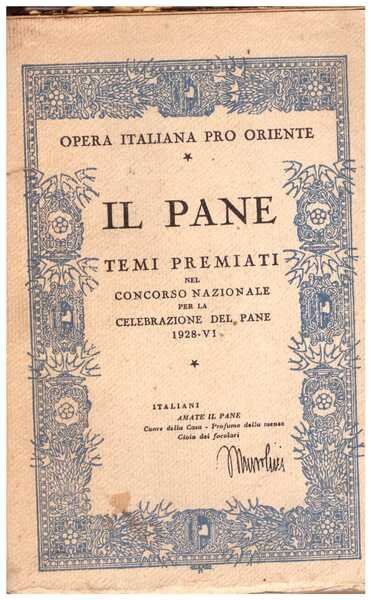 OPERA ITALIANA PRO ORIENTE
★
IL PANE
TEMI PREMIATI
NEL
CONCORSO NAZIONALE
PER LA
CELEBRAZIONE DEL PANE
1928-VI
★
ITALIANI
AMATE IL PANE
Cuore della Casa - Profumo della mensa
Gioia dei focolari
Mussolini